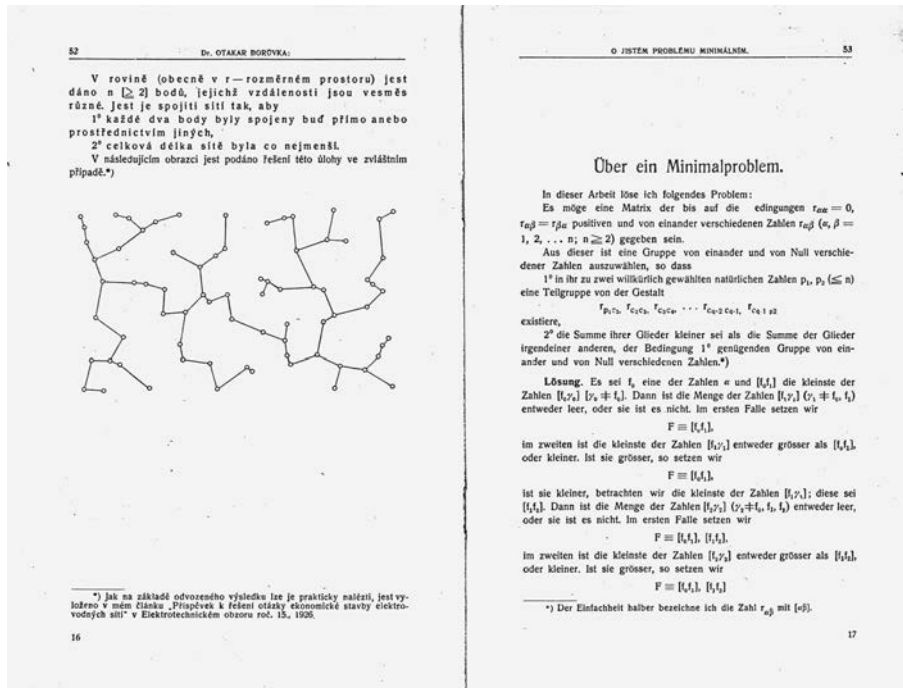 52
Dr. OTAKAR BORŮVKA:
V rovině (obecně v r—rozměrném prostoru) jest
dáno n [≧ 2] bodů, jejichž vzdálenosti jsou vesměs
různé. Jest je spojiti sítí tak, aby
1° každé dva body byly spojeny buď přímo anebo
prostřednictvím jiných,
2° celková délka sítě byla co nejmenší.
V následujícím obrazci jest podáno řešení této úlohy ve zvláštním
případě.*)
*) Jak na základě odvozeného výsledku lze je prakticky nalézti, jest vy-
loženo v mém článku „Příspěvek k řešení otázky ekonomické stavby elektro-
vodných sítí“ v Elektrotechnickém obzoru roč. 15., 1926.
16
O JISTÉM PROBLÉMU MINIMÁLNÍM.
53
Über ein Minimalproblem.
In dieser Arbeit löse ich folgendes Problem:
Es möge eine Matrix der bis auf die edingungen rαα = 0,
rαβ = rβα positiven und von einander verschiedenen Zahlen rαβ (α, β =
1, 2, ... n; n ≧ 2) gegeben sein.
Aus dieser ist eine Gruppe von einander und von Null verschie-
dener Zahlen auszuwählen, so dass
1° in ihr zu zwei willkürlich gewählten natürlichen Zahlen p₁, p₂ (≦ n)
eine Teilgruppe von der Gestalt
rp₁c₂, rc₂c₃, rc₃c₄, ... rcq-2 cq-1, rcq-1 p2
existiere,
2° die Summe ihrer Glieder kleiner sei als die Summe der Glieder
irgendeiner anderen, der Bedingung 1° genügenden Gruppe von ein-
ander und von Null verschiedenen Zahlen.*)
Lösung. Es sei f₀ eine der Zahlen α und [f₀f₁] die kleinste der
Zahlen [f₀γ₀] [γ₀ ≠ f₀]. Dann ist die Menge der Zahlen [f₁γ₁] (γ₁ ≠ f₀, f₁)
entweder leer, oder sie ist es nicht. Im ersten Falle setzen wir
F ≡ [f₀f₁],
im zweiten ist die kleinste der Zahlen [f₁γ₁] entweder grösser als [f₀f₁],
oder kleiner. Ist sie grösser, so setzen wir
F ≡ [f₀f₁],
ist sie kleiner, betrachten wir die kleinste der Zahlen [f₁γ₁]; diese sei
[f₁f₂]. Dann ist die Menge der Zahlen [f₂γ₂] (γ₂≠f₀, f₁, f₂) entweder leer,
oder sie ist es nicht. Im ersten Falle setzen wir
F ≡ [f₀f₁], [f₁f₂],
im zweiten ist die kleinste der Zahlen [f₂γ₂] entweder grösser als [f₁f₂],
oder kleiner. Ist sie grösser, so setzen wir
F ≡ [f₀f₁], [f₁f₂]
*) Der Einfachheit halber bezeichne ich die Zahl rαβ mit [αβ].
17